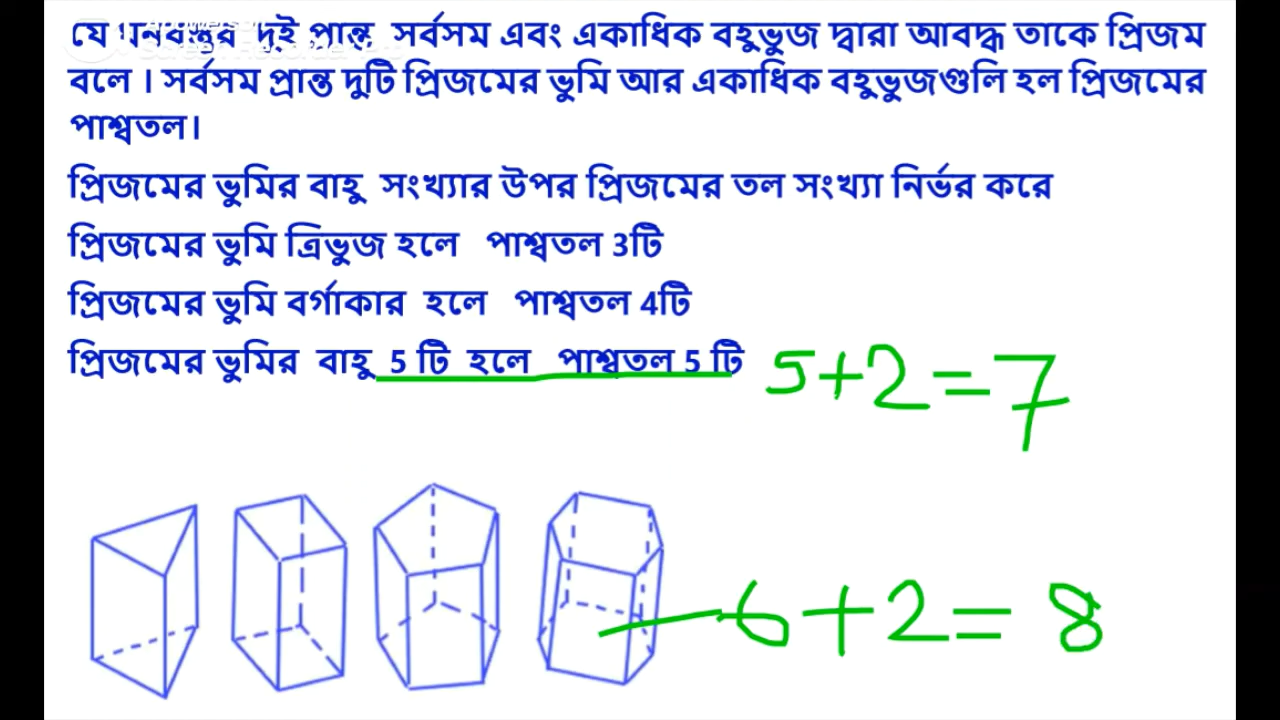 যে ঘনবস্তুর দুই প্রান্ত সর্বসম এবং একাধিক বহুভুজ দ্বারা আবদ্ধ তাকে প্রিজম
বলে । সর্বসম প্রান্ত দুটি প্রিজমের ভুমি আর একাধিক বহুভুজগুলি হল প্রিজমের
পাশ্বতল।
প্রিজমের ভুমির বাহু সংখ্যার উপর প্রিজমের তল সংখ্যা নির্ভর করে
প্রিজমের ভুমি ত্রিভুজ হলে পাশ্বতল 3টি
প্রিজমের ভুমি বর্গাকার হলে পাশ্বতল 4টি
প্রিজমের ভুমির বাহু 5 টি হলে পাশ্বতল 5 টি
5+2=7
6+2=8